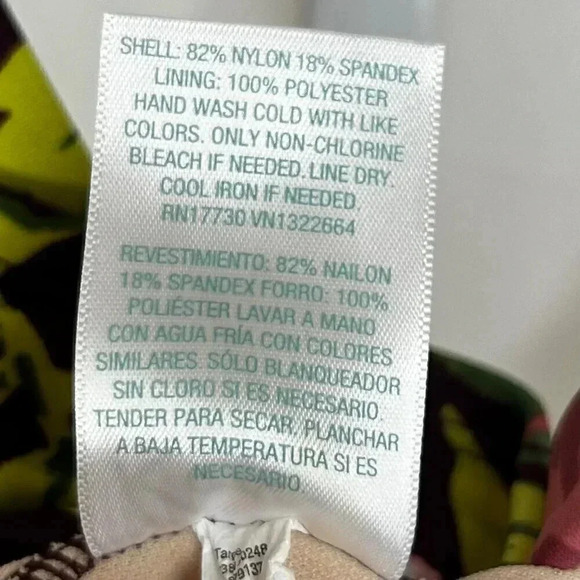 SHELL: 82% NYLON 18% SPANDEX
LINING: 100% POLYESTER
HAND WASH COLD WITH LIKE
COLORS. ONLY NON-CHLORINE
BLEACH IF NEEDED. LINE DRY.
COOL IRON IF NEEDED
RN17730 VN1322664
REVESTIMIENTO: 82% NAILON
18% SPANDEX FORRO: 100%
POLIÉSTER LAVAR A MANO
CON AGUA FRÍA CON COLORES
SIMILARES. SÓLO BLANQUEADOR
SIN CLORO SI ES NECESARIO.
TENDER PARA SECAR. PLANCHAR
A BAJA TEMPERATURA SI ES
NECESARIO